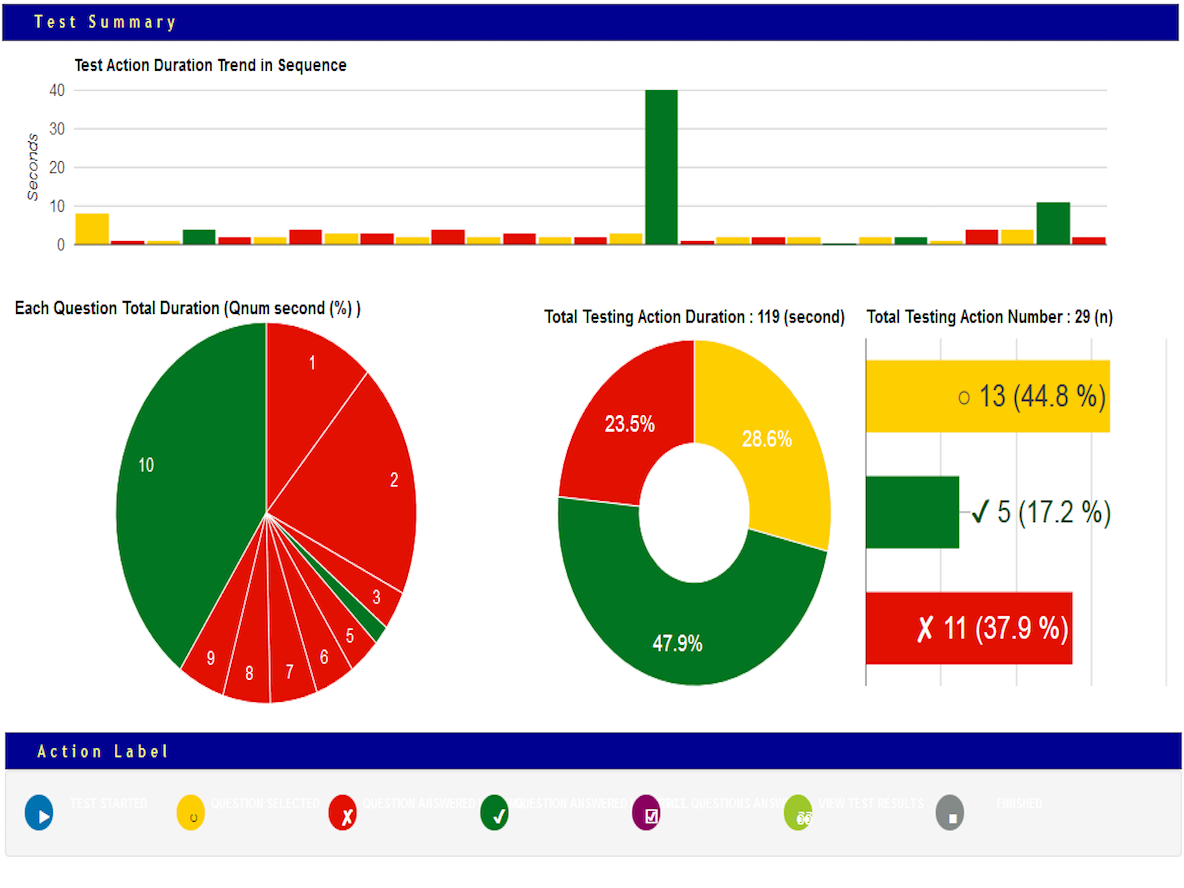 Test Summary
Test Action Duration Trend in Sequence
Seconds
40
30
20
10
0
Each Question Total Duration (Qnum second (%) )
1
2
3
5
6
7
8
9
10
Total Testing Action Duration : 119 (second)
23.5%
28.6%
47.9%
Total Testing Action Number : 29 (n)
○ 13 (44.8 %)
✓ 5 (17.2 %)
✗ 11 (37.9 %)
Action Label
TEST STARTED
QUESTION SELECTED
QUESTION ANSWERED
QUESTION ANSWERED
QUESTIONS
VIEW TEST RESULTS
FINISHED